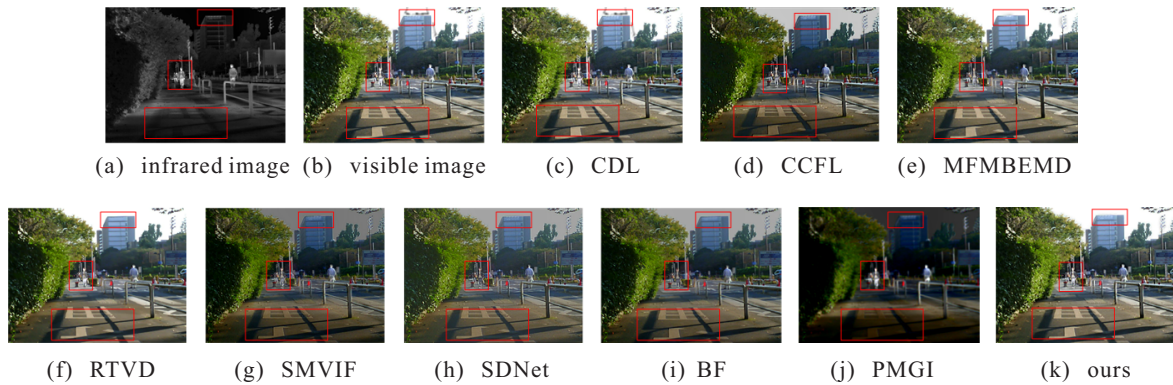 (a) infrared image (b) visible image (c) CDL (d) CCFL (e) MFMBEMD
(f) RTVD (g) SMVIF (h) SDNet (i) BF (j) PMGI (k) ours